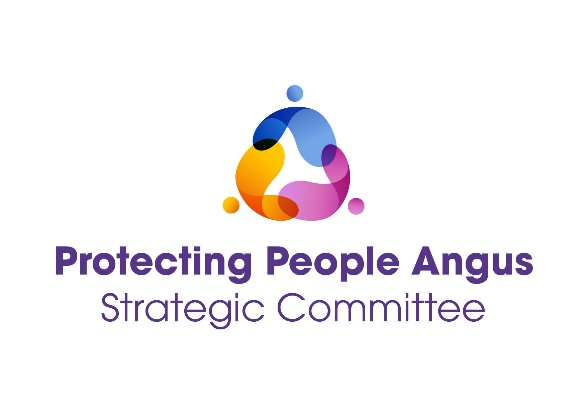 Protecting People Angus
Strategic Committee